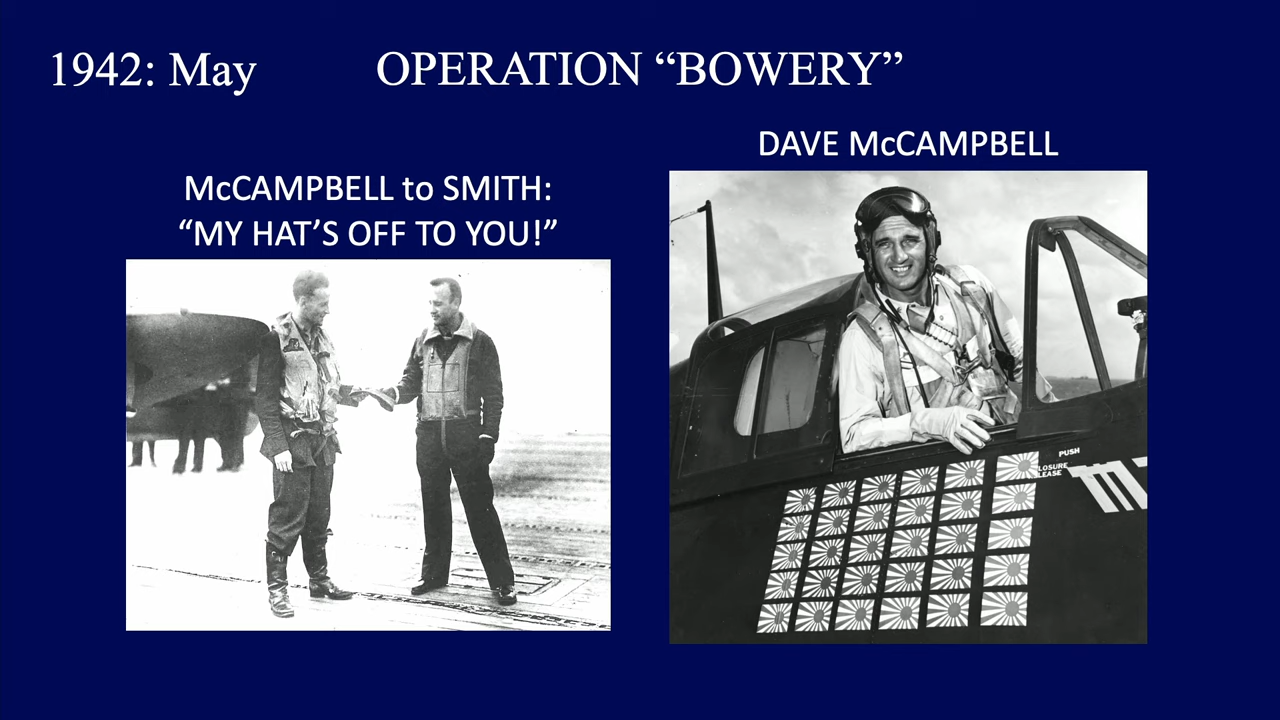 1942: May OPERATION “BOWERY”
DAVE McCAMPBELL
McCAMPBELL to SMITH:
“MY HAT’S OFF TO YOU!”
PUSH